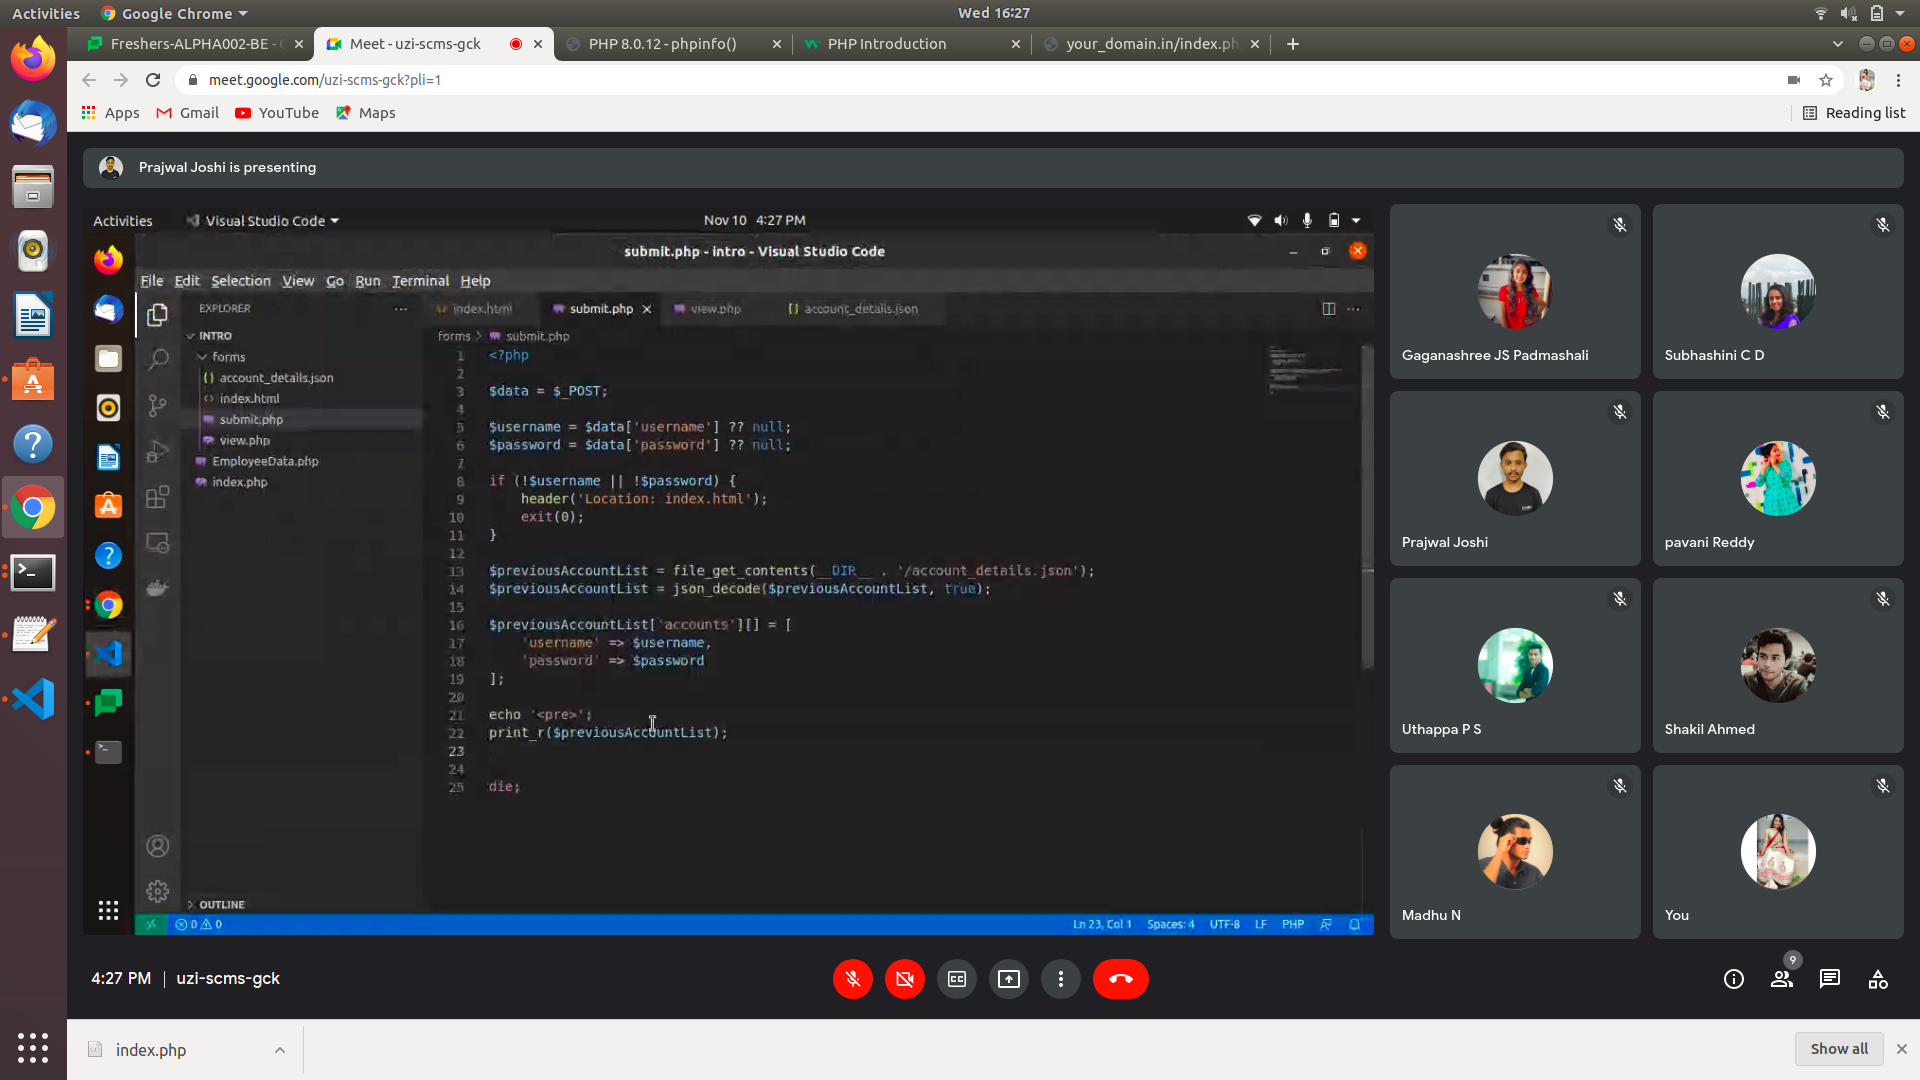 Activities
Google Chrome
Wed 16:27
Freshers-ALPHA002-BE -
Meet - uzi-scms-gck
PHP 8.0.12 - phpinfo()
PHP Introduction
your_domain.in/index.ph
meet.google.com/uzi-scms-gck?pli=1
Apps
Gmail
YouTube
Maps
Reading list
Prajwal Joshi is presenting
Activities
Visual Studio Code
Nov 10 4:27 PM
submit.php - intro - Visual Studio Code
File Edit Selection View Go Run Terminal Help
EXPLORER
INTRO
forms
account_details.json
index.html
submit.php
view.php
EmployeeData.php
index.php
OUTLINE
index.html
submit.php
view.php
account_details.json
forms > submit.php
1 <?php
2
3 $data = $_POST;
4
5 $username = $data['username'] ?? null;
6 $password = $data['password'] ?? null;
7
8 if (!$username || !$password) {
9 header('Location: index.html');
10 exit(0);
11 }
12
13 $previousAccountList = file_get_contents(__DIR__ . '/account_details.json');
14 $previousAccountList = json_decode($previousAccountList, true);
15
16 $previousAccountList['accounts'][] = [
17 'username' => $username,
18 'password' => $password
19 ];
20
21 echo '<pre>';
22 print_r($previousAccountList);
23
24
25 die;
0 0
Ln 23, Col 1
Spaces: 4
UTF-8
LF
PHP
Gaganashree JS Padmashali
Subhashini C D
Prajwal Joshi
pavani Reddy
Uthappa P S
Shakil Ahmed
Madhu N
You
4:27 PM | uzi-scms-gck
9
index.php
Show all